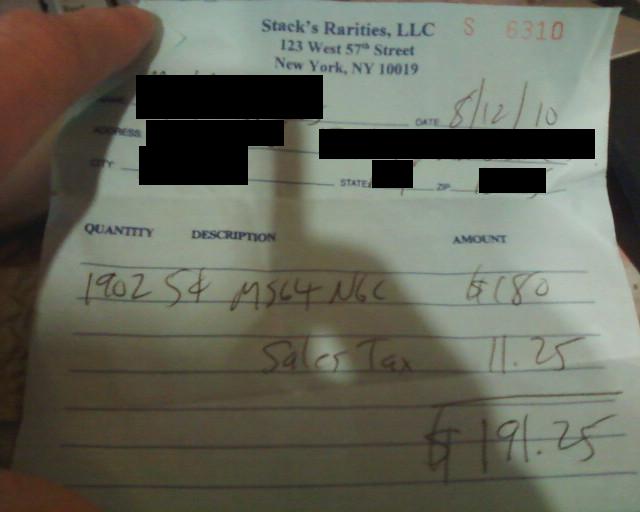 Stack's Rarities, LLC S 6310
123 West 57th Street
New York, NY 10019
DATE 8/12/10
ADDRESS:
CITY:
STATE ZIP
QUANTITY DESCRIPTION AMOUNT
1902 5¢ MS64 NGC $180
Sales Tax 11.25
$191.25